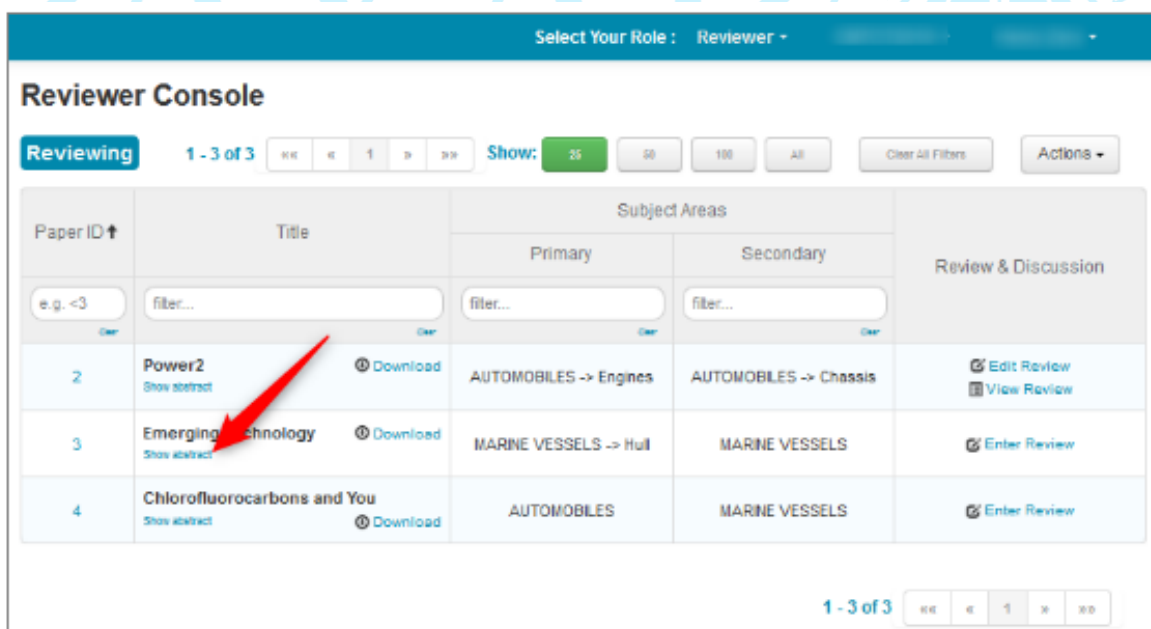 Select Your Role : Reviewer
Reviewer Console
Reviewing 1 - 3 of 3 «« « 1 » »» Show: 25 50 100 All Clear All Filters Actions
Paper ID Title Subject Areas Review & Discussion
Primary Secondary
e.g. <3 filter... filter... filter...
Clear Clear Clear Clear
2 Power2 Download AUTOMOBILES -> Engines AUTOMOBILES -> Chassis Edit Review
Show abstract View Review
3 Emerging Download MARINE VESSELS -> Hull MARINE VESSELS Enter Review
Show abstract
4 Chlorofluorocarbons and You AUTOMOBILES MARINE VESSELS Enter Review
Show abstract Download
1 - 3 of 3 «« « 1 » »»